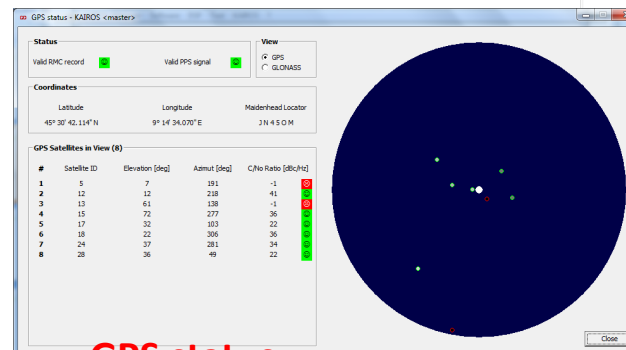 GPS status - KAIROS <master>
Status
View
Valid RMC record
Valid PPS signal
GPS
GLONASS
Coordinates
Latitude Longitude Maidenhead Locator
45° 30' 42.114" N 9° 14' 34.070" E J N 4 5 O M
GPS Satellites in View (8)
# Satellite ID Elevation [deg] Azimut [deg] C/No Ratio [dBc/Hz]
1 5 7 191 -1
2 12 12 218 41
3 13 61 138 -1
4 15 72 277 36
5 17 32 103 22
6 18 22 306 36
7 24 37 281 34
8 28 36 49 22
GPS status
Close